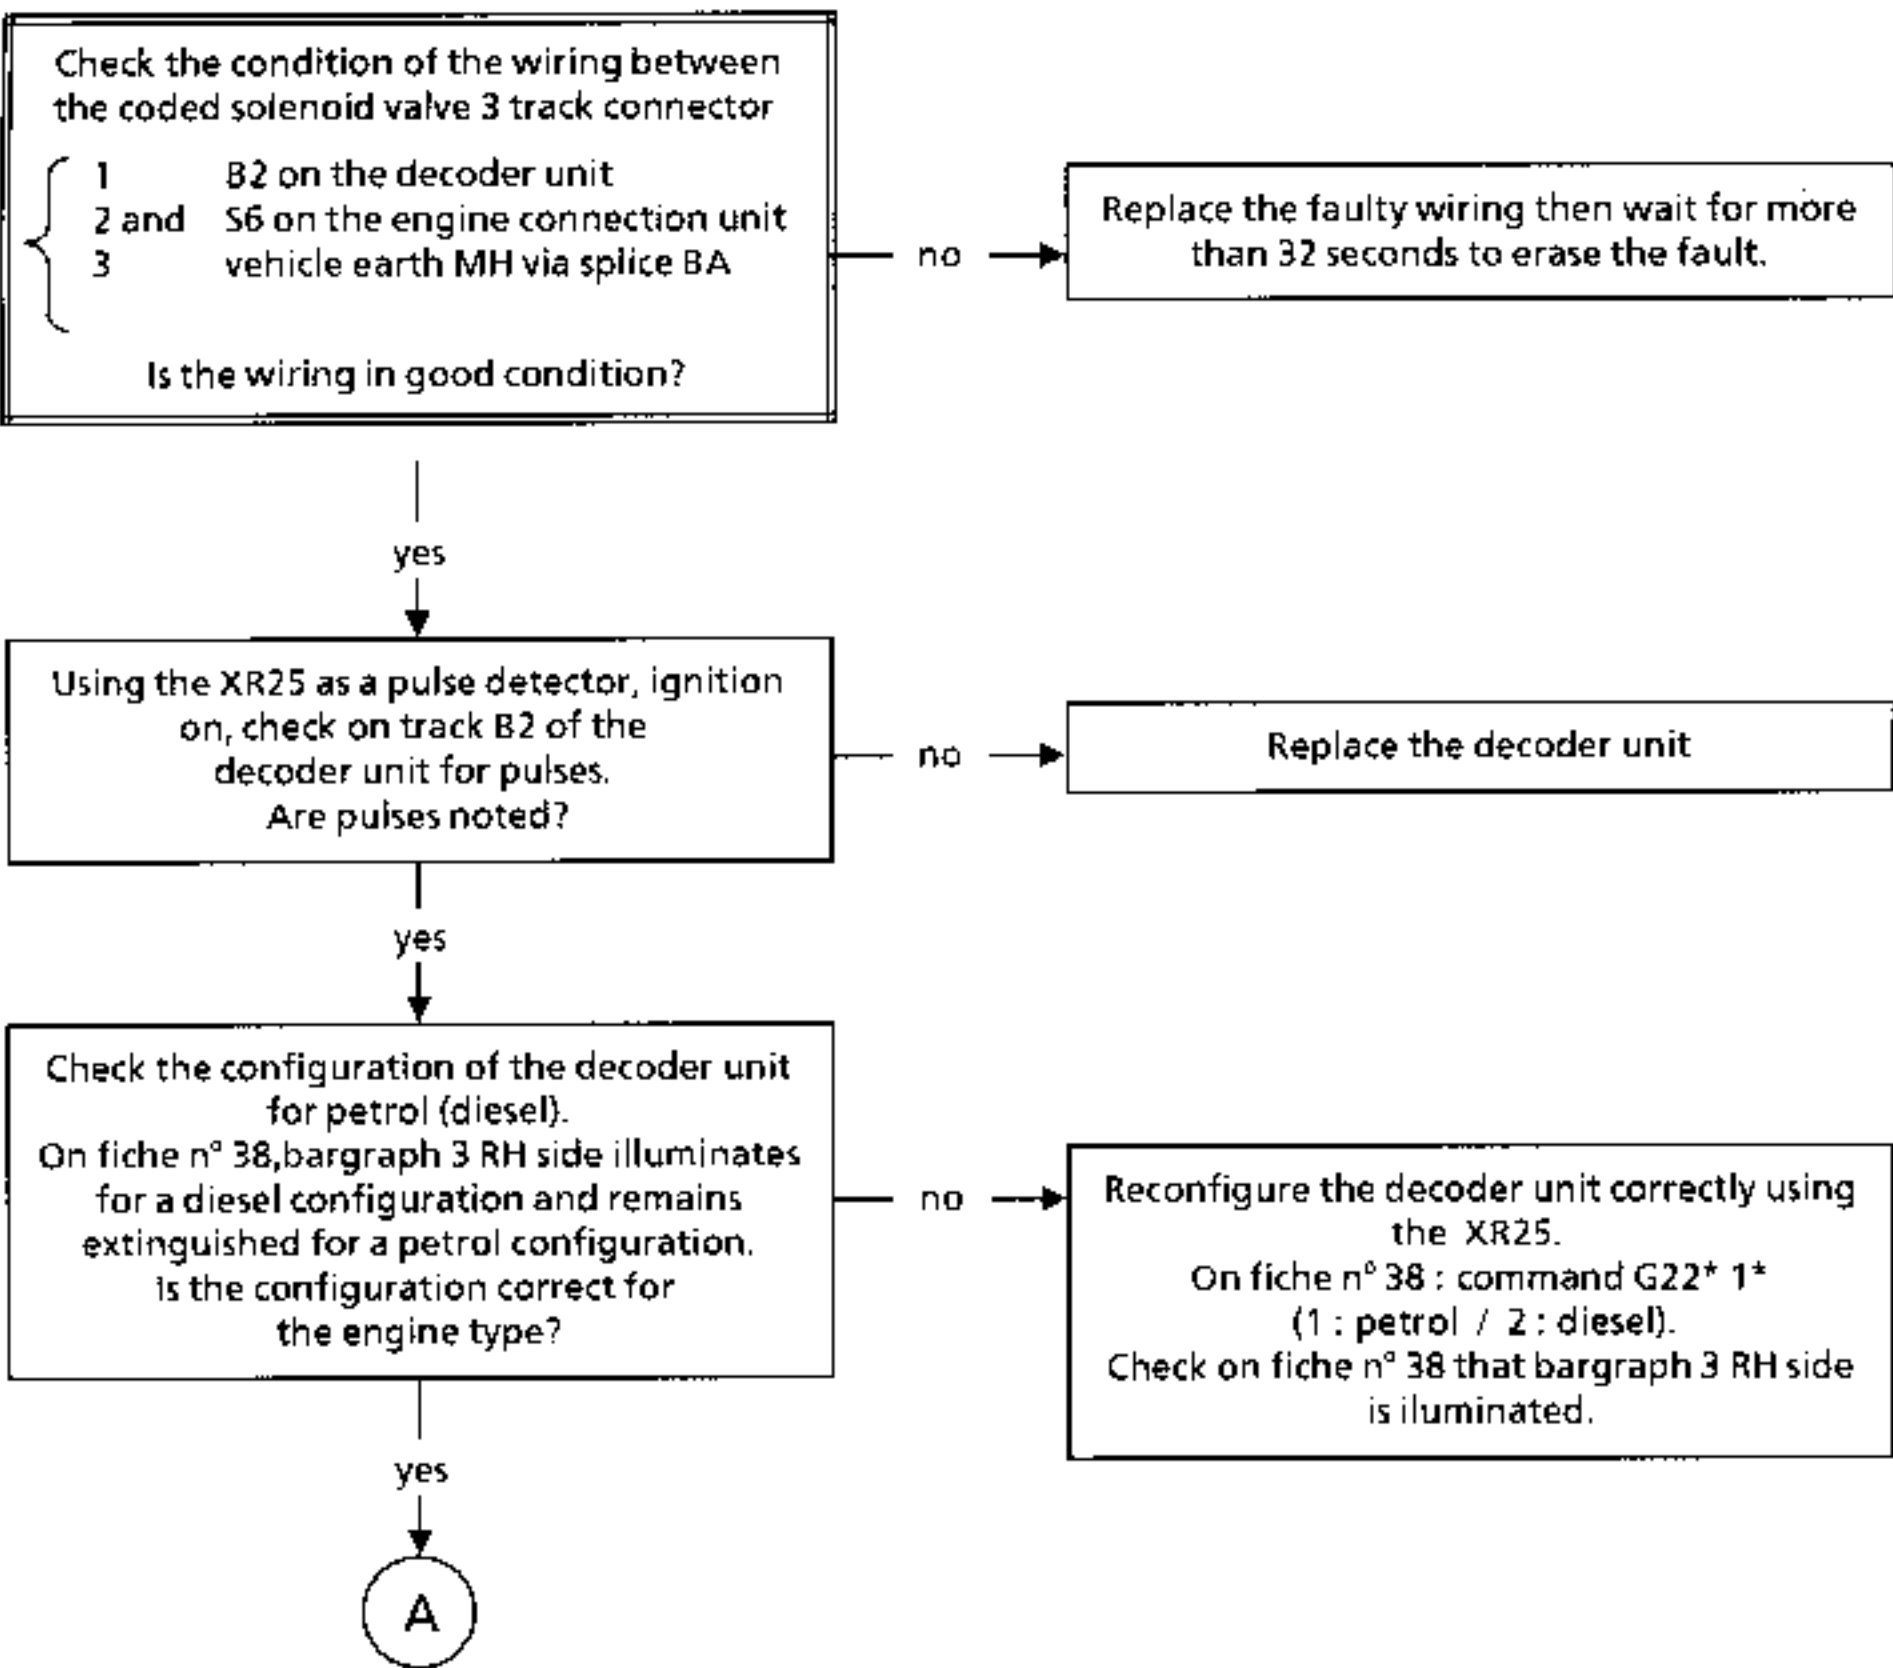 Check the condition of the wiring between
the coded solenoid valve 3 track connector
1 B2 on the decoder unit
2 and S6 on the engine connection unit
3 vehicle earth MH via splice BA
Is the wiring in good condition?
no
Replace the faulty wiring then wait for more
than 32 seconds to erase the fault.
yes
Using the XR25 as a pulse detector, ignition
on, check on track B2 of the
decoder unit for pulses.
Are pulses noted?
no
Replace the decoder unit
yes
Check the configuration of the decoder unit
for petrol (diesel).
On fiche n° 38,bargraph 3 RH side illuminates
for a diesel configuration and remains
extinguished for a petrol configuration.
Is the configuration correct for
the engine type?
no
Reconfigure the decoder unit correctly using
the XR25.
On fiche n° 38 : command G22* 1*
(1 : petrol / 2 : diesel).
Check on fiche n° 38 that bargraph 3 RH side
is iluminated.
yes
A